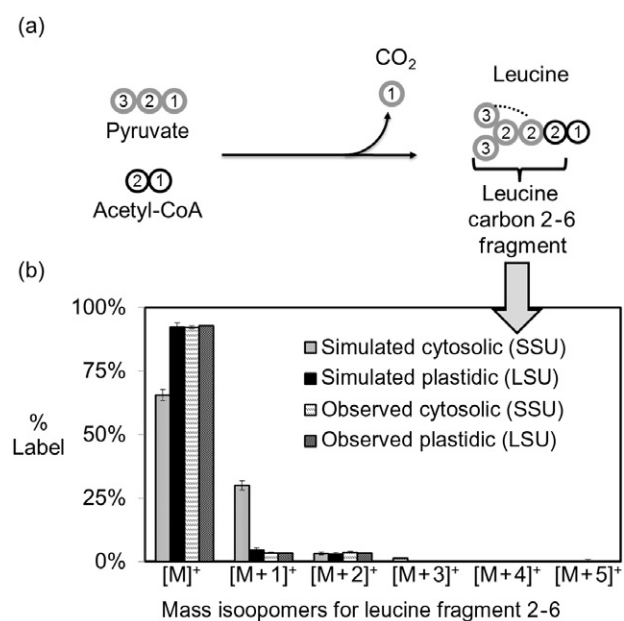 (a)
CO2
Leucine
3 2 1
Pyruvate
2 1
Acetyl-CoA
1
3
2 2 2 1
3
Leucine
carbon 2-6
fragment
(b)
100%
75%
50%
25%
0%
%
Label
Simulated cytosolic (SSU)
Simulated plastidic (LSU)
Observed cytosolic (SSU)
Observed plastidic (LSU)
[M]+ [M+1]+ [M+2]+ [M+3]+ [M+4]+ [M+5]+
Mass isoopomers for leucine fragment 2-6